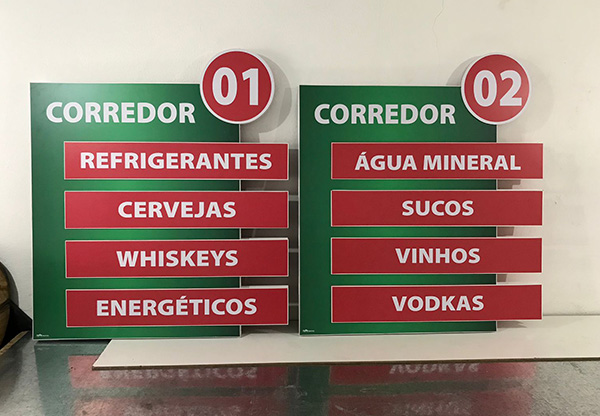 CORREDOR 01
REFRIGERANTES
CERVEJAS
WHISKEYS
ENERGÉTICOS
CORREDOR 02
ÁGUA MINERAL
SUCOS
VINHOS
VODKAS